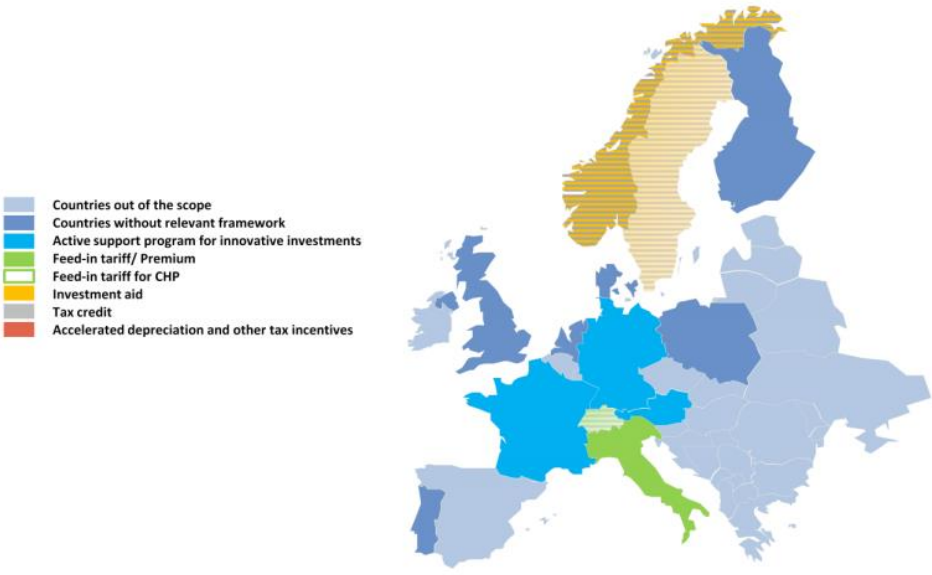 Countries out of the scope
Countries without relevant framework
Active support program for innovative investments
Feed-in tariff/ Premium
Feed-in tariff for CHP
Investment aid
Tax credit
Accelerated depreciation and other tax incentives